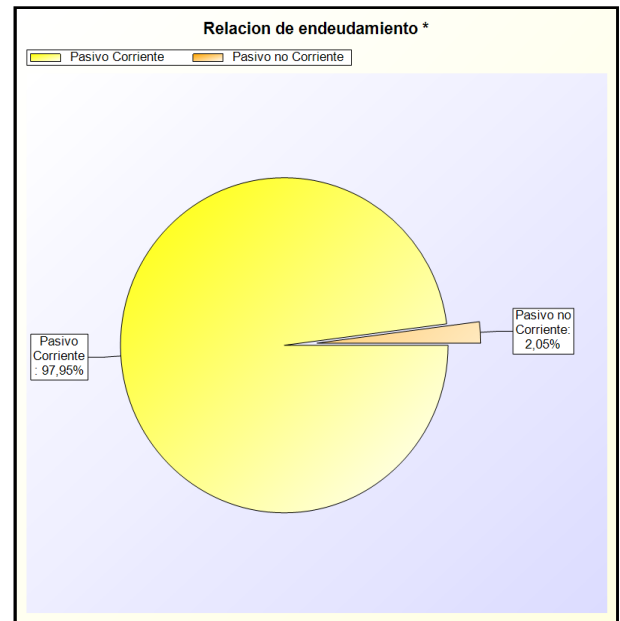 Relacion de endeudamiento *
Pasivo Corriente
Pasivo no Corriente
Pasivo
Corriente
: 97,95%
Pasivo no
Corriente:
2,05%